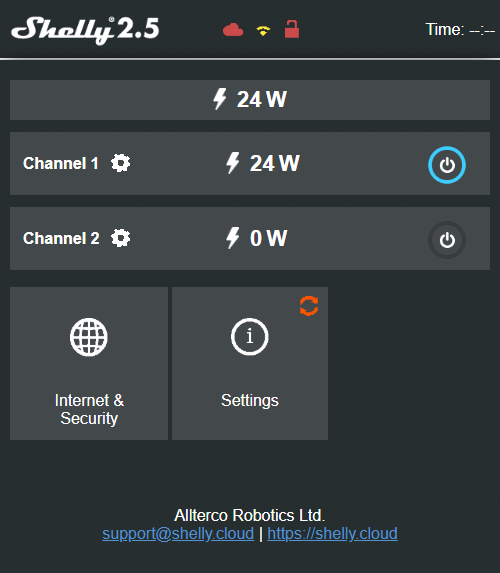 Shelly® 2.5
Time: --:--
24 W
Channel 1 24 W
Channel 2 0 W
Internet &
Security
Settings
Allterco Robotics Ltd.
support@shelly.cloud | https://shelly.cloud